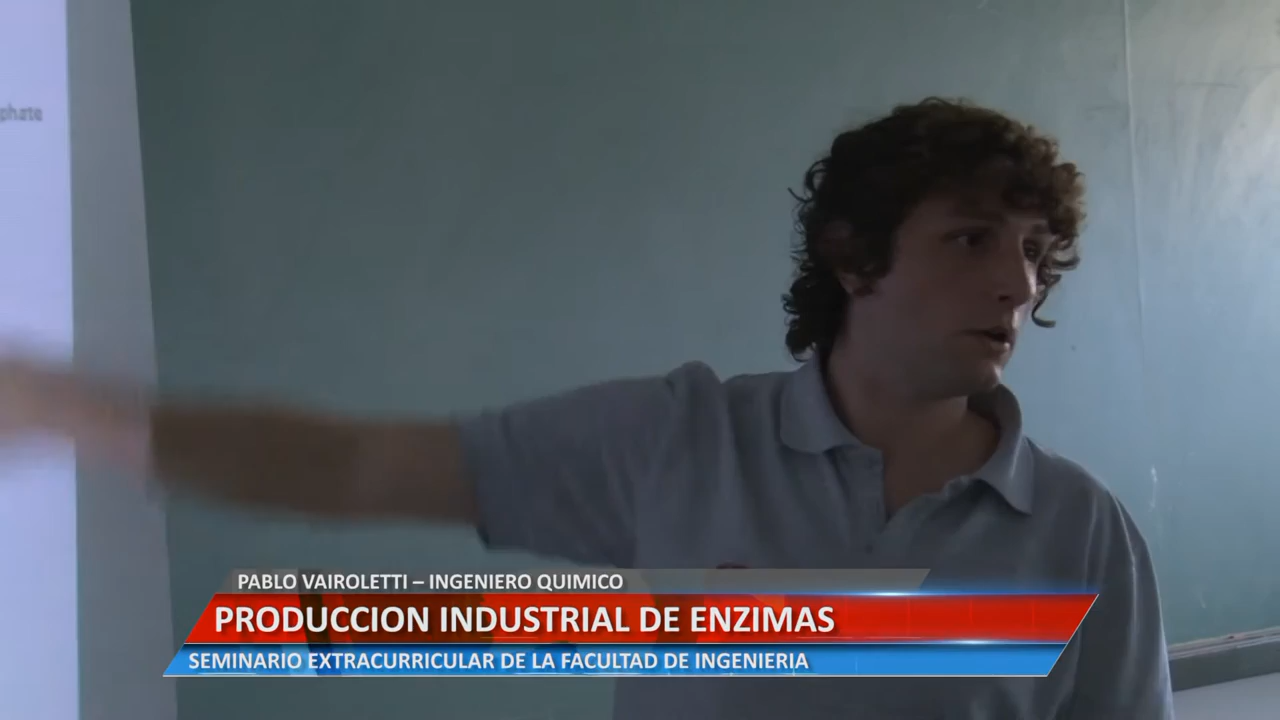 phate
PABLO VAIROLETTI – INGENIERO QUIMICO
PRODUCCION INDUSTRIAL DE ENZIMAS
SEMINARIO EXTRACURRICULAR DE LA FACULTAD DE INGENIERIA